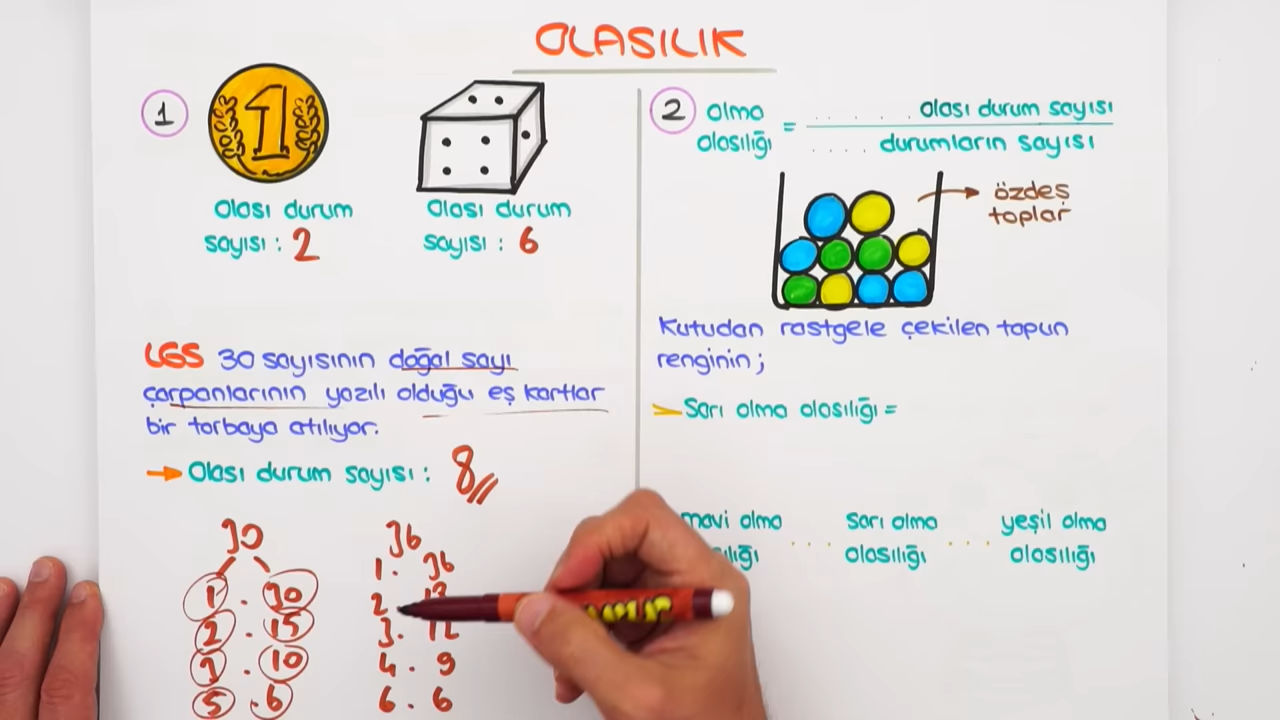 OLASILIK
1
1
Olası durum
sayısı : 2
Olası durum
sayısı : 6
LGS 30 sayısının doğal sayı
çarpanlarının yazılı olduğu eş kartlar
bir torbaya atılıyor.
Olası durum sayısı : 8
30
1 . 30
2 . 15
3 . 10
5 . 6
36
1 . 36
2
3 . 12
4 . 9
6 . 6
2
olma
olasılığı = . . . . . olası durum sayısı
. . . . durumların sayısı
özdeş
toplar
Kutudan rastgele çekilen topun
renginin ;
Sarı olma olasılığı =
mavi olma ... sarı olma ... yeşil olma
olasılığı olasılığı